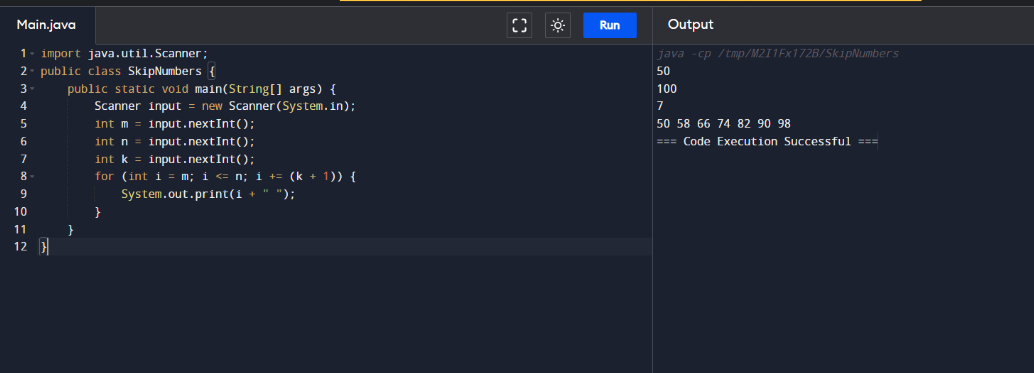 Main.java
Run
Output
1 import java.util.Scanner;
2 public class SkipNumbers {
3     public static void main(String[] args) {
4         Scanner input = new Scanner(System.in);
5         int m = input.nextInt();
6         int n = input.nextInt();
7         int k = input.nextInt();
8         for (int i = m; i <= n; i += (k + 1)) {
9             System.out.print(i + " ");
10         }
11     }
12 }
java -cp /tmp/M2I1Fx172B/SkipNumbers
50
100
7
50 58 66 74 82 90 98
=== Code Execution Successful ===